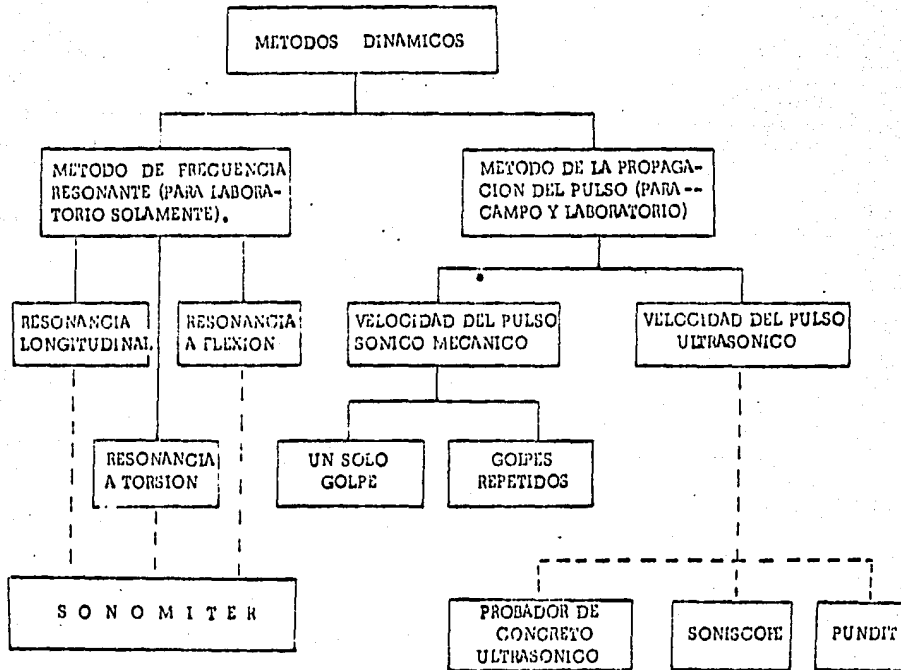 METODOS DINAMICOS
METODO DE FRECUENCIA
RESONANTE (PARA LABORA-
TORIO SOLAMENTE).
METODO DE LA PROPAGA-
CION DEL PULSO (PARA --
CAMPO Y LABORATORIO)
RESONANCIA
LONGITUDINAL
RESONANCIA
A FLEXION
VELOCIDAD DEL PULSO
SONICO MECANICO
VELOCIDAD DEL PULSO
ULTRASONICO
RESONANCIA
A TORSION
UN SOLO
GOLPE
GOLPES
REPETIDOS
SONOMITER
PROBADOR DE
CONCRETO
ULTRASONICO
SONISCOPE
PUNDIT